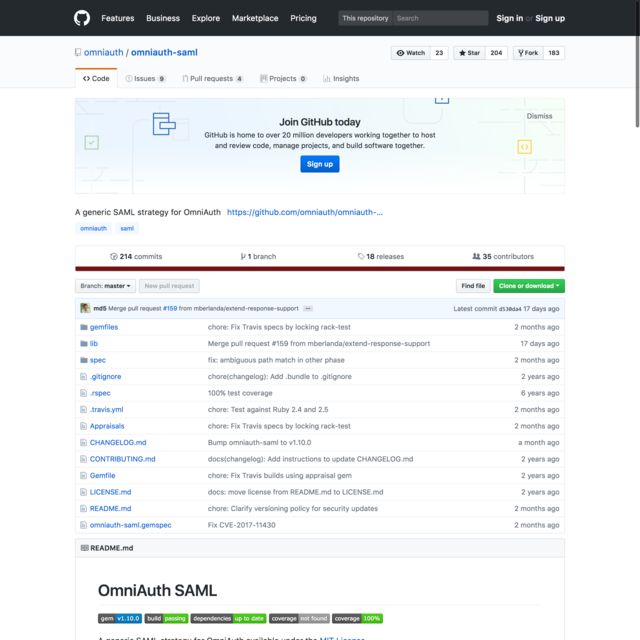 Features Business Explore Marketplace Pricing This repository Search Sign in or Sign up
omniauth / omniauth-saml Watch 23 Star 204 Fork 183
Code Issues 9 Pull requests 4 Projects 0 Insights
Join GitHub today
Dismiss
GitHub is home to over 20 million developers working together to host
and review code, manage projects, and build software together.
Sign up
A generic SAML strategy for OmniAuth https://github.com/omniauth/omniauth-...
omniauth saml
214 commits 1 branch 18 releases 35 contributors
Branch: master New pull request Find file Clone or download
md5 Merge pull request #159 from mberlanda/extend-response-support ... Latest commit d530da4 17 days ago
gemfiles chore: Fix Travis specs by locking rack-test 2 months ago
lib Merge pull request #159 from mberlanda/extend-response-support 17 days ago
spec fix: ambiguous path match in other phase 2 months ago
.gitignore chore(changelog): Add .bundle to .gitignore 2 years ago
.rspec 100% test coverage 6 years ago
.travis.yml chore: Test against Ruby 2.4 and 2.5 2 months ago
Appraisals chore: Fix Travis specs by locking rack-test 2 months ago
CHANGELOG.md Bump omniauth-saml to v1.10.0 a month ago
CONTRIBUTING.md docs(changelog): Add instructions to update CHANGELOG.md 2 years ago
Gemfile chore: Fix Travis builds using appraisal gem 2 years ago
LICENSE.md docs: move license from README.md to LICENSE.md 2 years ago
README.md chore: Clarify versioning policy for security updates 2 months ago
omniauth-saml.gemspec Fix CVE-2017-11430 2 months ago
README.md
OmniAuth SAML
gem v1.10.0 build passing dependencies up to date coverage not found coverage 100%
A generic SAML strategy for OmniAuth available under the MIT License